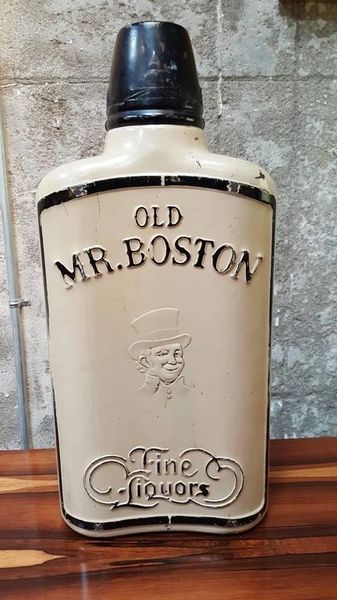 OLD
MR. BOSTON
Fine
Liquors